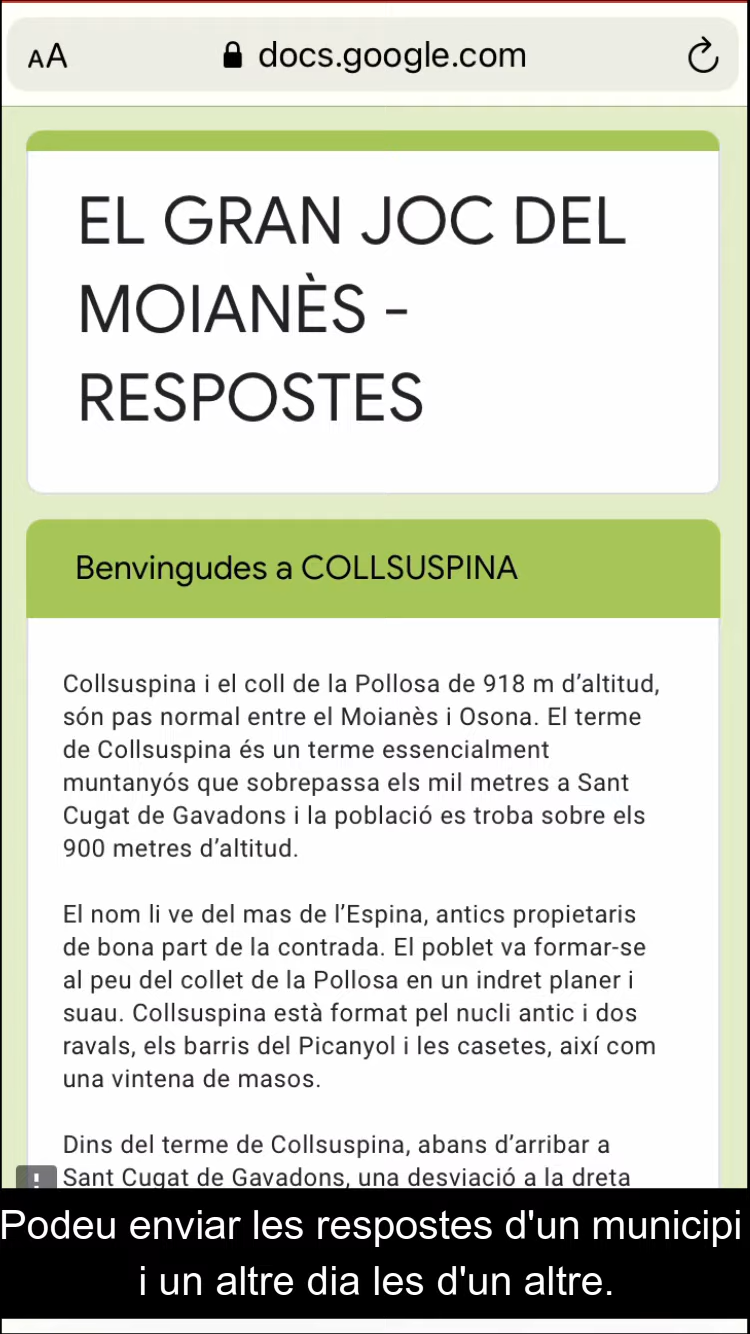 AA docs.google.com
EL GRAN JOC DEL
MOIANÈS -
RESPOSTES
Benvingudes a COLLSUSPINA
Collsuspina i el coll de la Pollosa de 918 m d’altitud,
són pas normal entre el Moianès i Osona. El terme
de Collsuspina és un terme essencialment
muntanyós que sobrepassa els mil metres a Sant
Cugat de Gavadons i la població es troba sobre els
900 metres d’altitud.
El nom li ve del mas de l’Espina, antics propietaris
de bona part de la contrada. El poblet va formar-se
al peu del collet de la Pollosa en un indret planer i
suau. Collsuspina està format pel nucli antic i dos
ravals, els barris del Picanyol i les casetes, així com
una vintena de masos.
Dins del terme de Collsuspina, abans d’arribar a
Sant Cugat de Gavadons, una desviació a la dreta
Podeu enviar les respostes d'un municipi
i un altre dia les d'un altre.